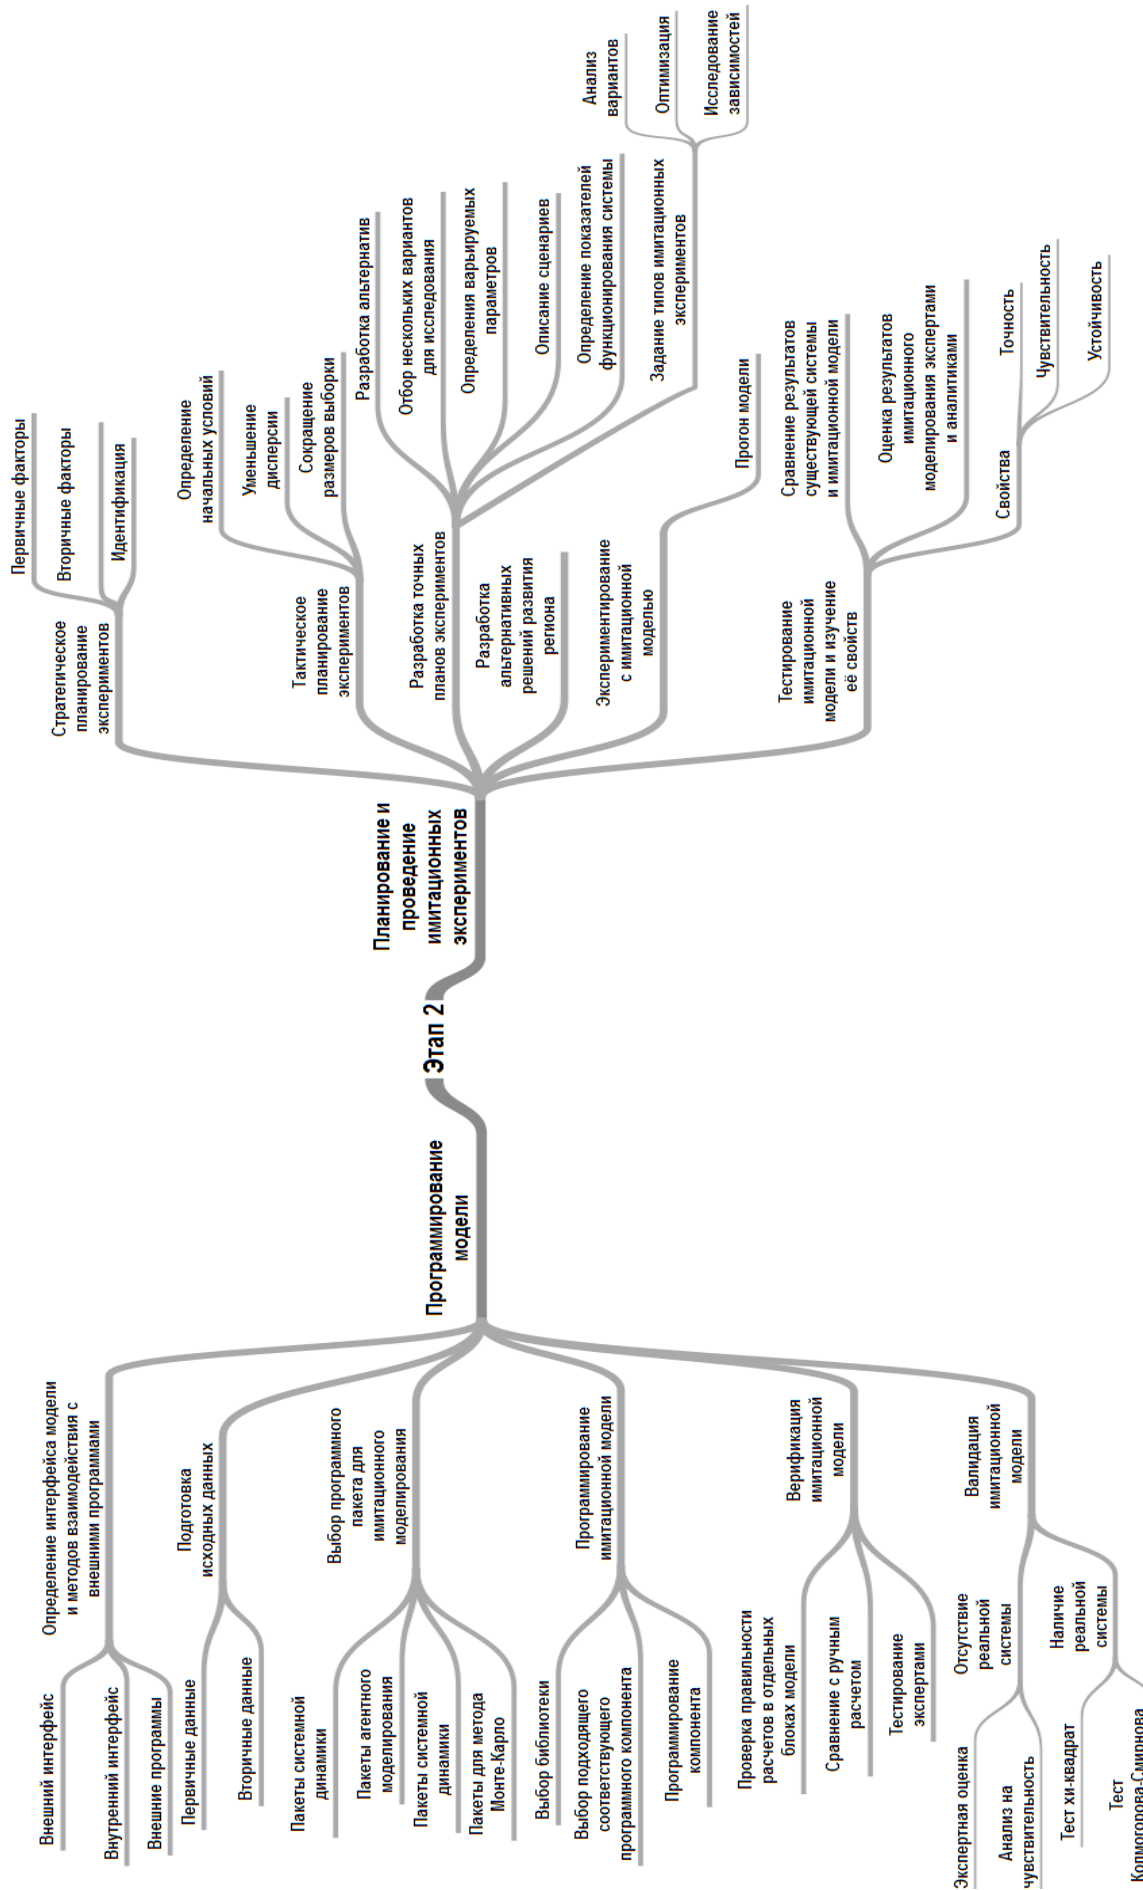 Этап 2
Программирование
модели
Определение интерфейса модели
и методов взаимодействия с
внешними программами
Внешний интерфейс
Внутренний интерфейс
Внешние программы
Подготовка
исходных данных
Первичные данные
Вторичные данные
Выбор программного
пакета для
имитационного
моделирования
Пакеты системной
динамики
Пакеты агентного
моделирования
Пакеты системной
динамики
Пакеты для метода
Монте-Карло
Программирование
имитационной модели
Выбор библиотеки
Выбор подходящего
соответствующего
программного компонента
Программирование
компонента
Верификация
имитационной
модели
Проверка правильности
расчетов в отдельных
блоках модели
Сравнение с ручным
расчетом
Тестирование
экспертами
Валидация
имитационной
модели
Отсутствие
реальной
системы
Экспертная оценка
Анализ на
чувствительность
Наличие
реальной
системы
Тест хи-квадрат
Тест
Колмогорова-Смирнова
Планирование и
проведение
имитационных
экспериментов
Стратегическое
планирование
экспериментов
Первичные факторы
Вторичные факторы
Идентификация
Тактическое
планирование
экспериментов
Определение
начальных условий
Уменьшение
дисперсии
Сокращение
размеров выборки
Разработка точных
планов экспериментов
Разработка альтернатив
Отбор нескольких вариантов
для исследования
Определения варьируемых
параметров
Описание сценариев
Определение показателей
функционирования системы
Задание типов имитационных
экспериментов
Анализ
вариантов
Оптимизация
Исследование
зависимостей
Разработка
альтернативных
решений развития
региона
Экспериментирование
с имитационной
моделью
Прогон модели
Тестирование
имитационной
модели и изучение
её свойств
Сравнение результатов
существующей системы
и имитационной модели
Оценка результатов
имитационного
моделирования экспертами
и аналитиками
Свойства
Точность
Чувствительность
Устойчивость